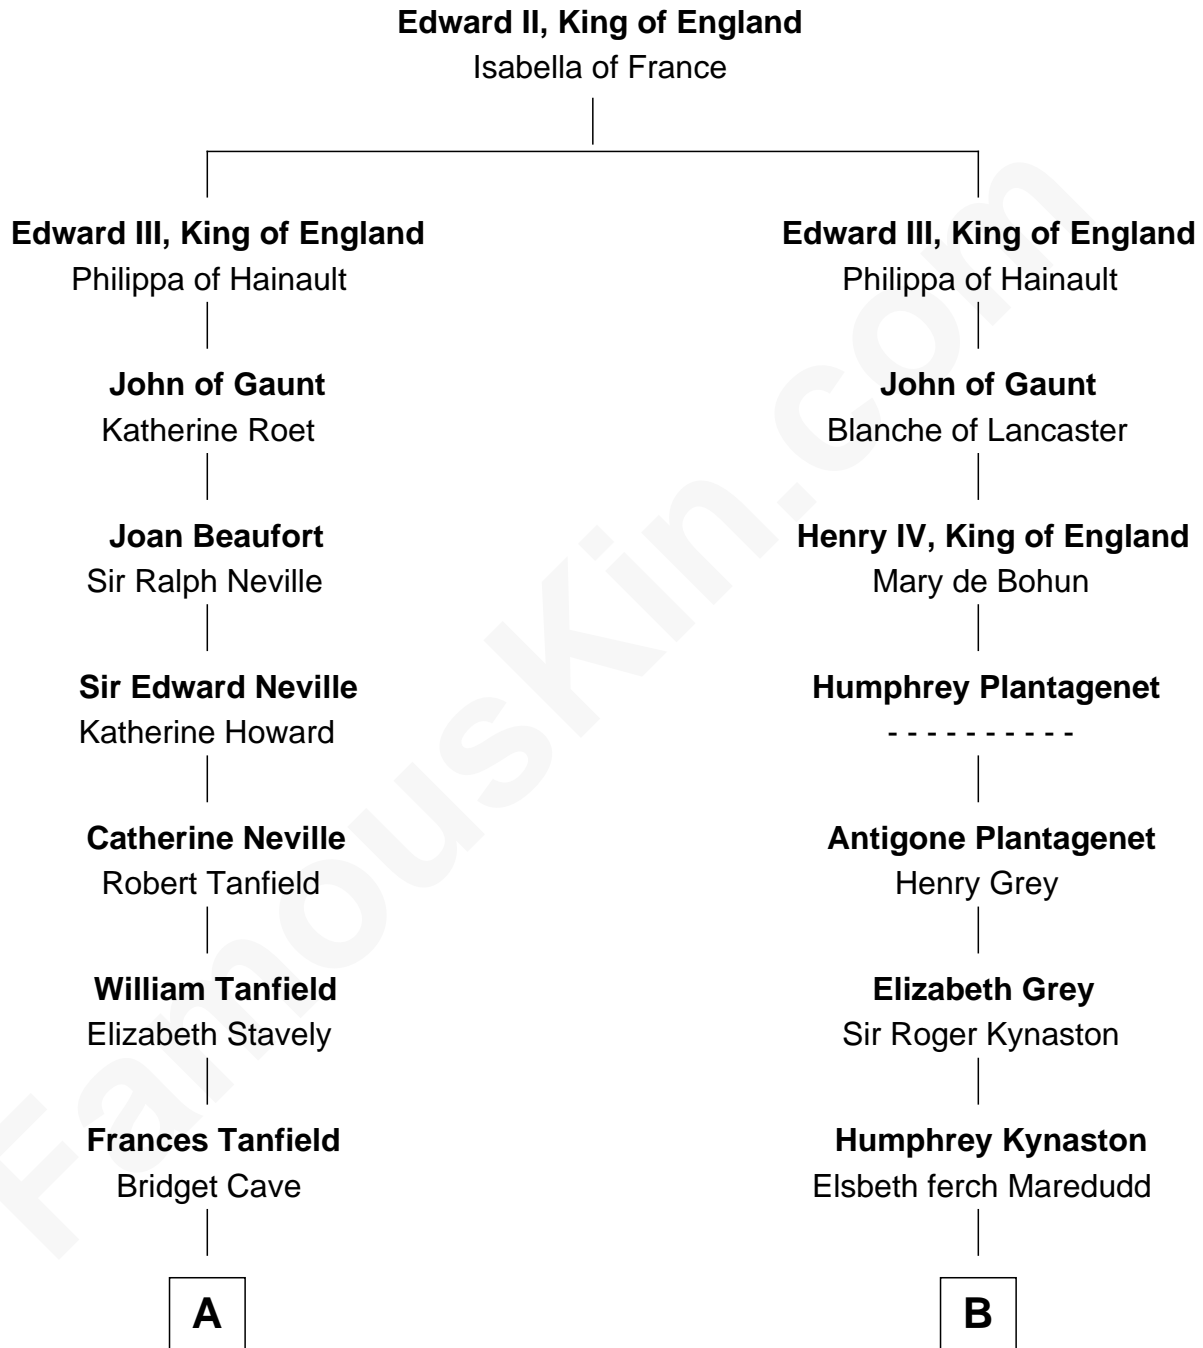 Edward II, King of England
Isabella of France
Edward III, King of England
Philippa of Hainault
John of Gaunt
Katherine Roet
Joan Beaufort
Sir Ralph Neville
Sir Edward Neville
Katherine Howard
Catherine Neville
Robert Tanfield
William Tanfield
Elizabeth Stavely
Frances Tanfield
Bridget Cave
A
Edward III, King of England
Philippa of Hainault
John of Gaunt
Blanche of Lancaster
Henry IV, King of England
Mary de Bohun
Humphrey Plantagenet
- - - - - - - - - -
Antigone Plantagenet
Henry Grey
Elizabeth Grey
Sir Roger Kynaston
Humphrey Kynaston
Elsbeth ferch Maredudd
B
FamousKin.com